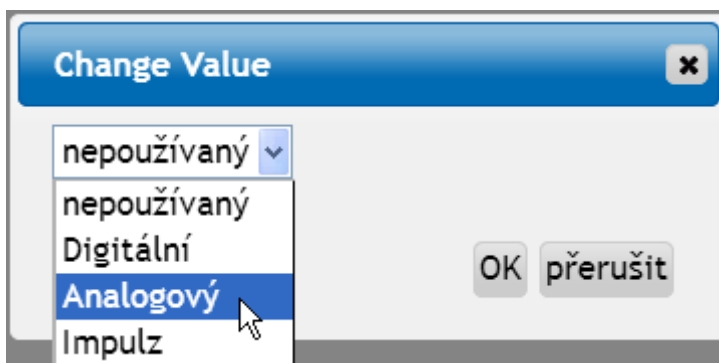 Change Value
nepoužívaný
nepoužívaný
Digitální
Analogový
Impulz
OK přerušit